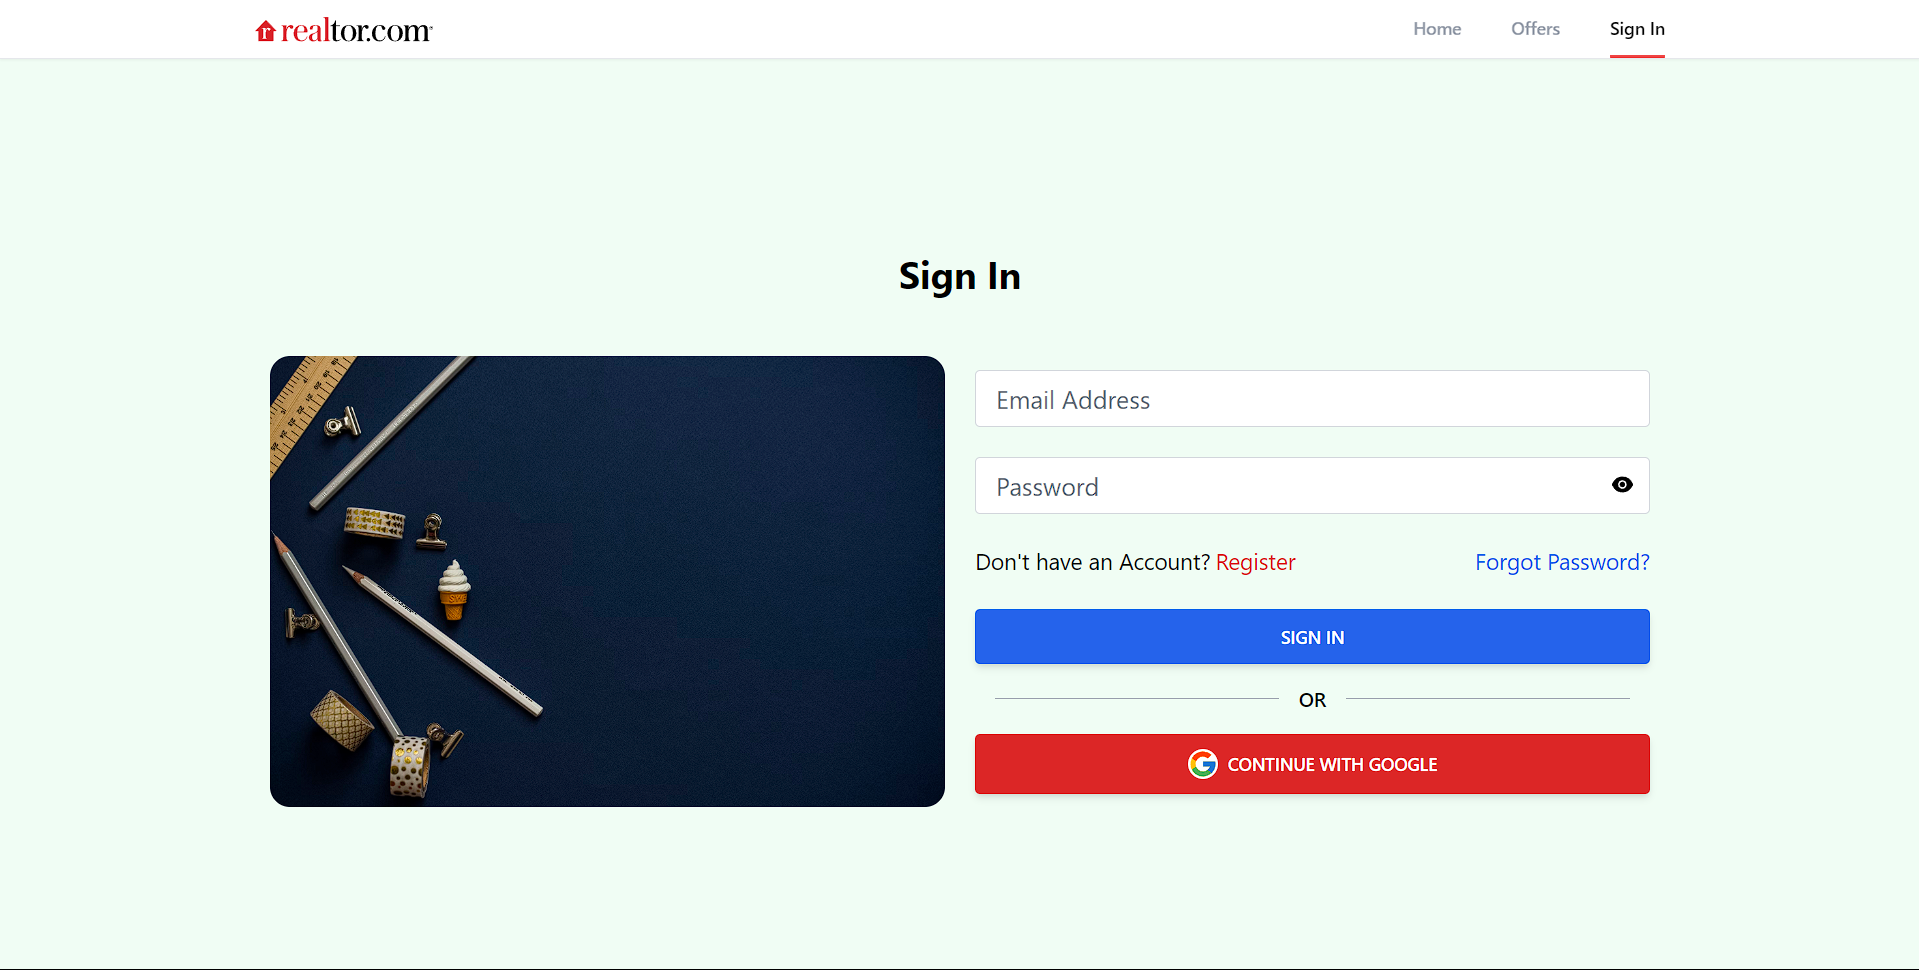 realtor.com
Home
Offers
Sign In
Sign In
Email Address
Password
Don't have an Account? Register
Forgot Password?
SIGN IN
OR
CONTINUE WITH GOOGLE